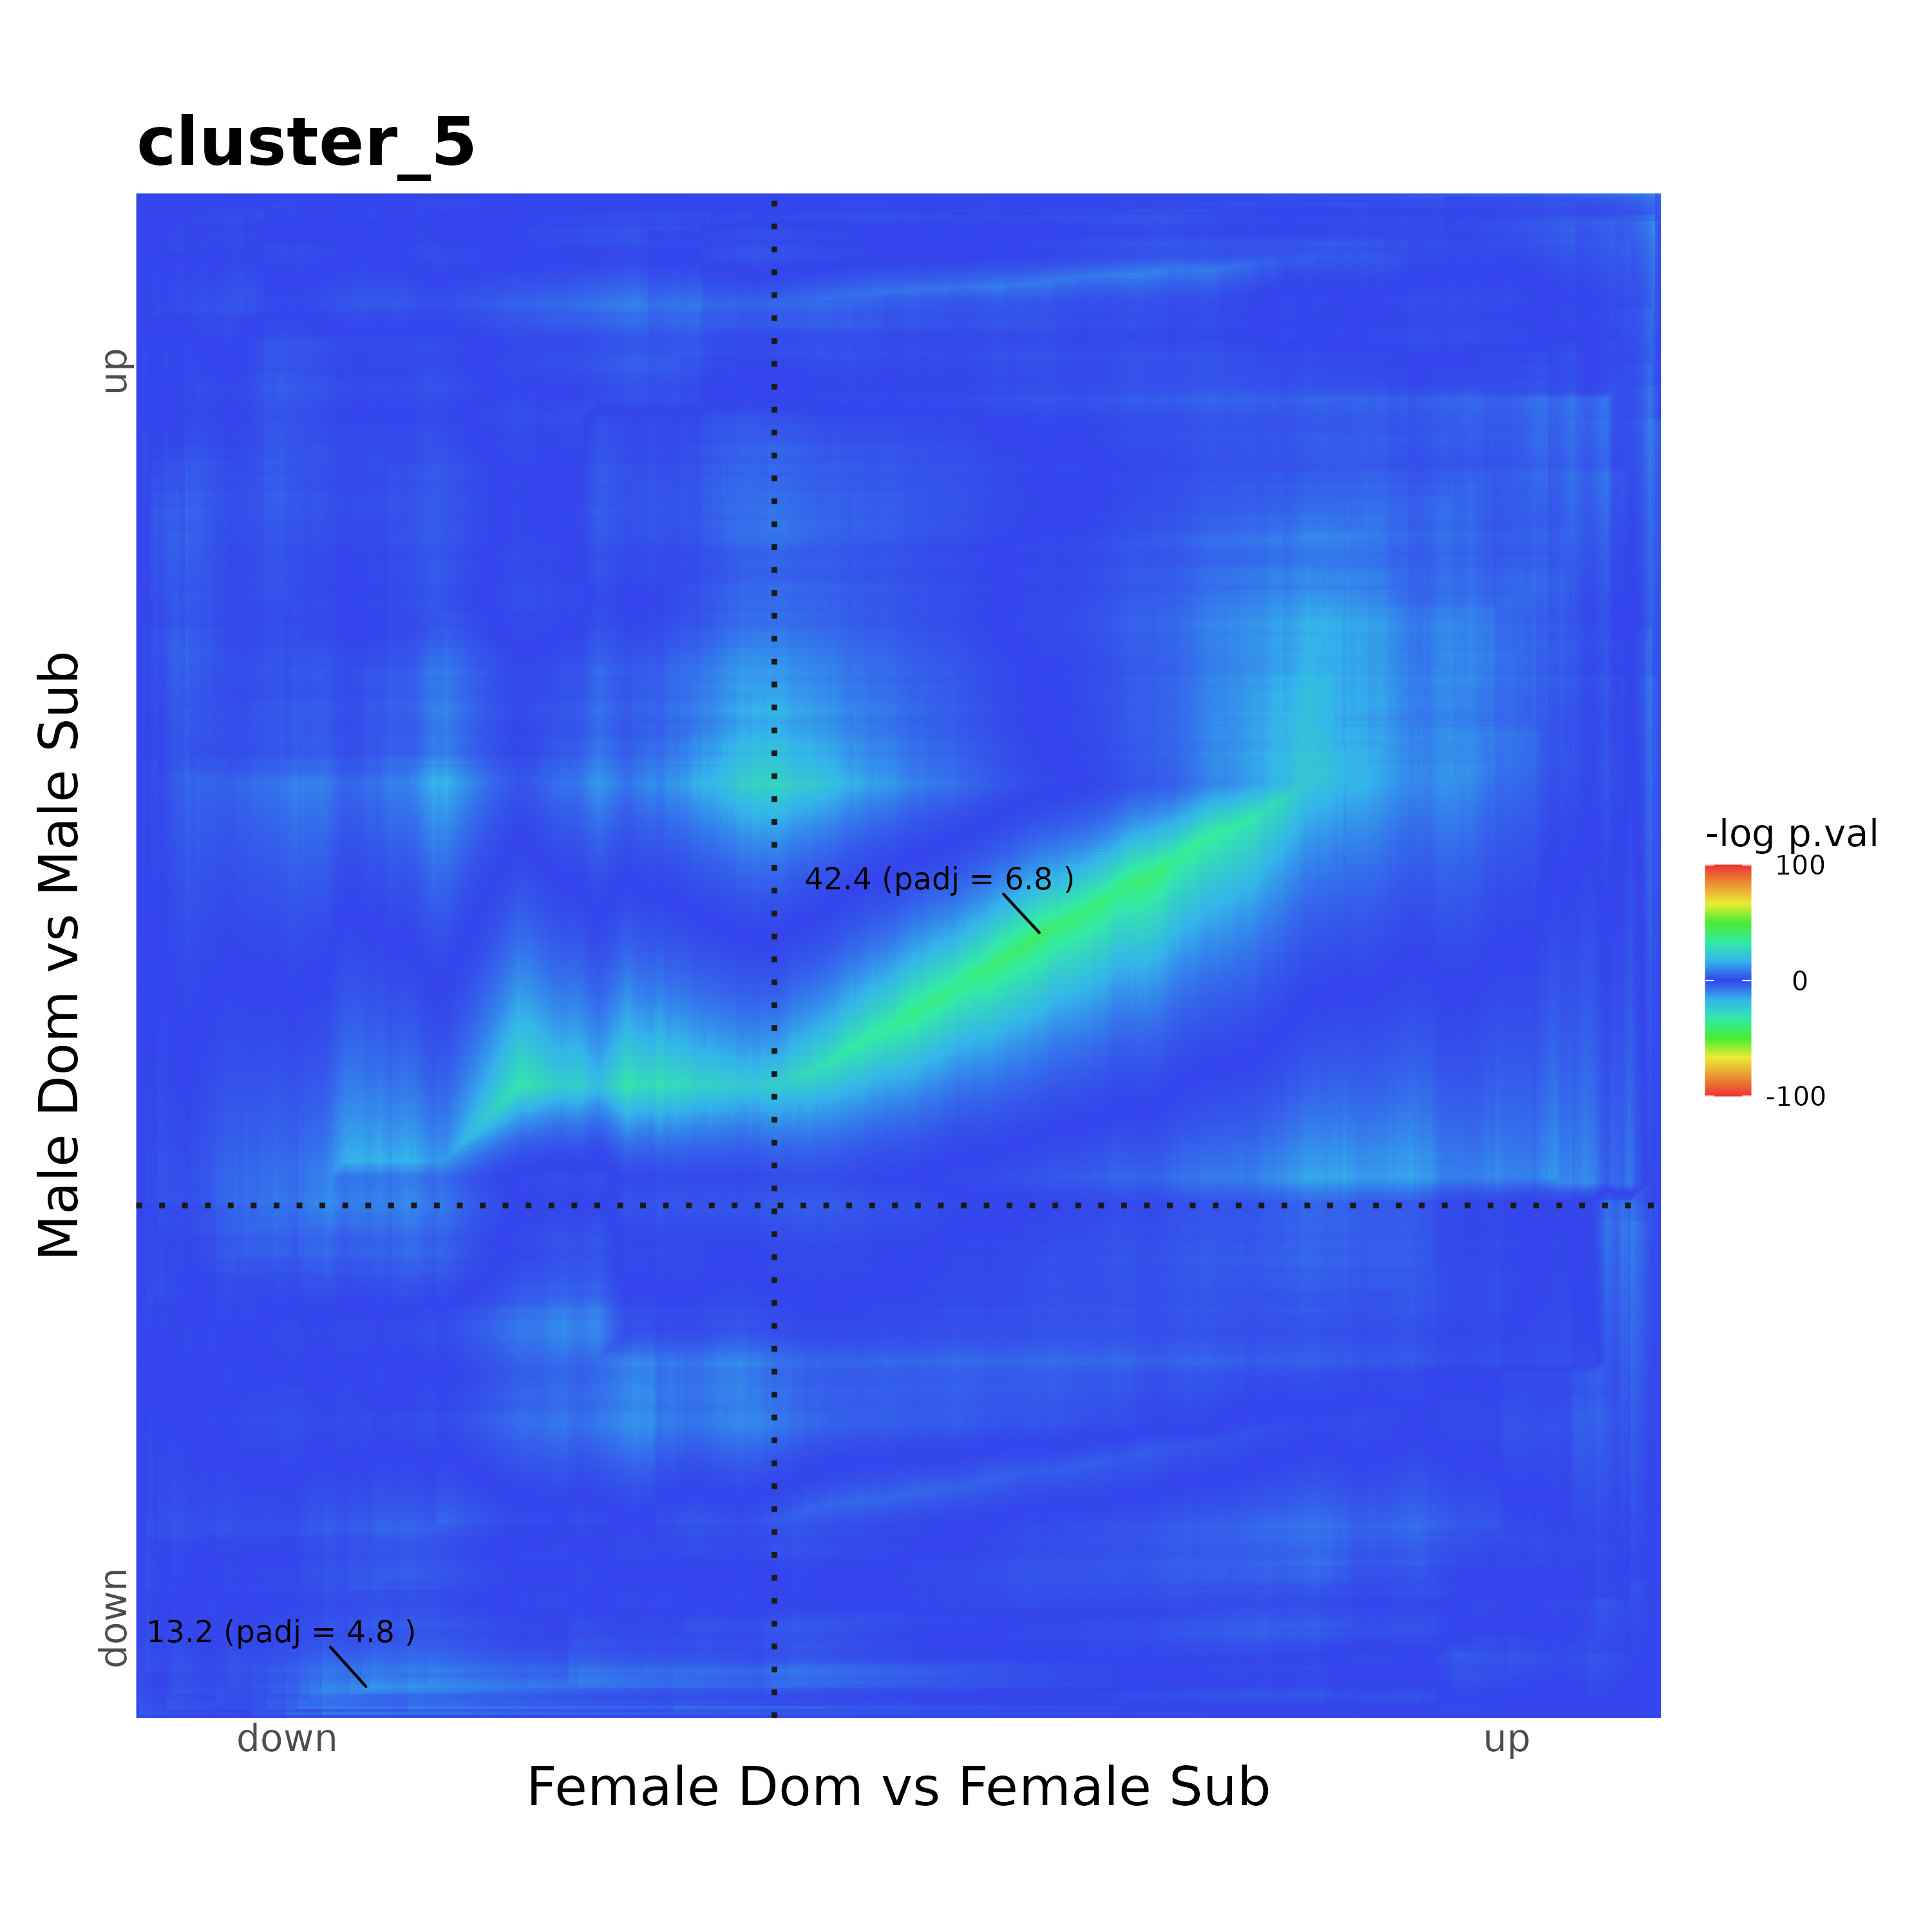 cluster_5
up
Male Dom vs Male Sub
down
42.4 (padj = 6.8 )
13.2 (padj = 4.8 )
down
up
Female Dom vs Female Sub
-log p.val
100
0
-100